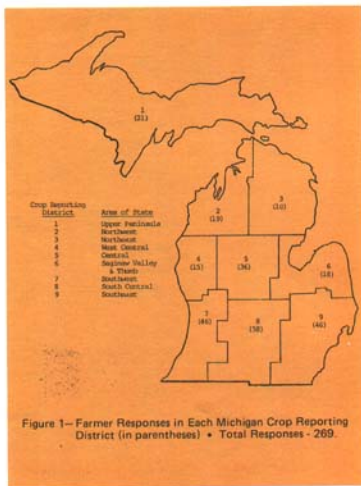 1
(21)
2
(19)
3
(10)
Crop Reporting
District Area of State
1 Upper Peninsula
2 Northwest
3 Northeast
4 West Central
5 Central
6 Saginaw Valley
& Thumb
7 Southwest
8 South Central
9 Southeast
4
(15)
5
(36)
6
(18)
7
(46)
8
(58)
9
(46)
Figure 1— Farmer Responses in Each Michigan Crop Reporting
District (in parentheses) • Total Responses - 269.